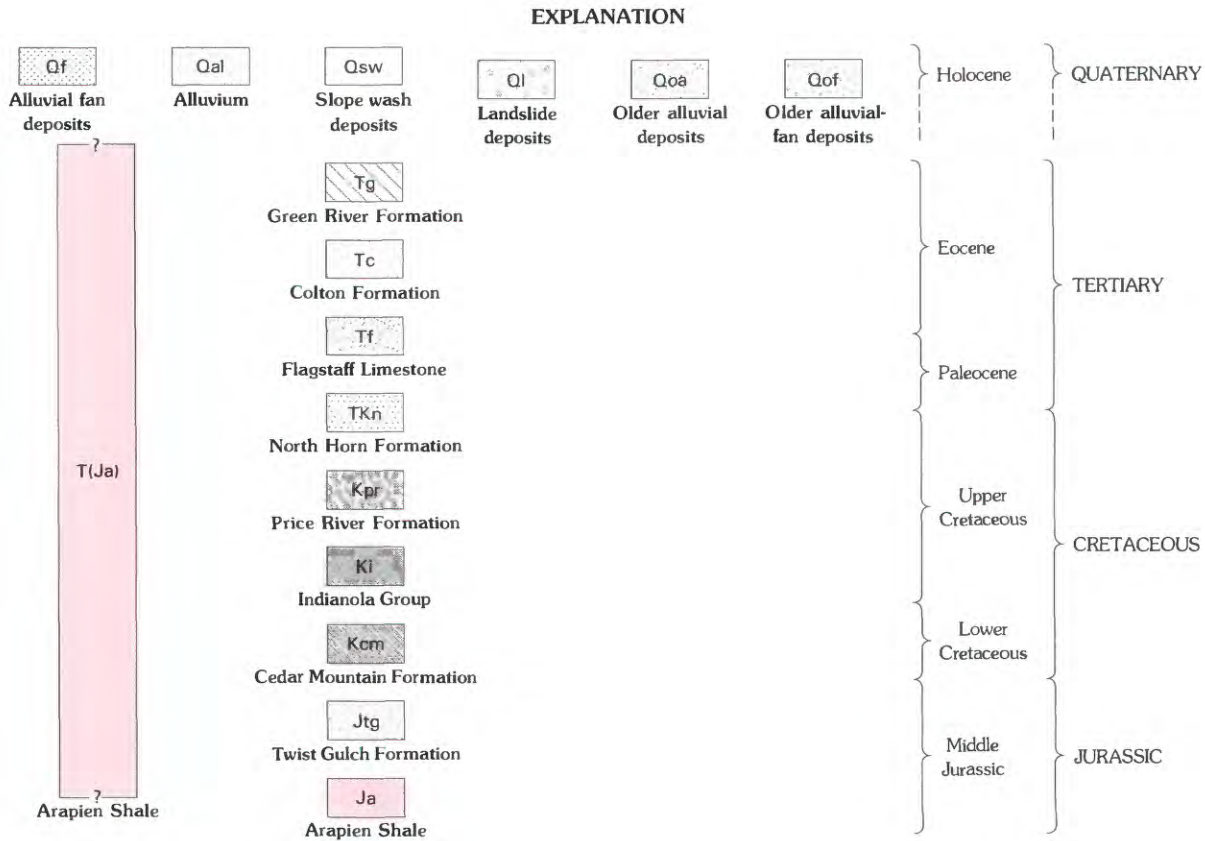 EXPLANATION
Qf
Alluvial fan
deposits
Qal
Alluvium
Qsw
Slope wash
deposits
Ql
Landslide
deposits
Qoa
Older alluvial
deposits
Qof
Older alluvial-
fan deposits
Holocene
QUATERNARY
?
T(Ja)
?
Arapien Shale
Tg
Green River Formation
Tc
Colton Formation
Tf
Flagstaff Limestone
TKn
North Horn Formation
Kpr
Price River Formation
Ki
Indianola Group
Kcm
Cedar Mountain Formation
Jtg
Twist Gulch Formation
Ja
Arapien Shale
Eocene
Paleocene
TERTIARY
Upper
Cretaceous
Lower
Cretaceous
CRETACEOUS
Middle
Jurassic
JURASSIC